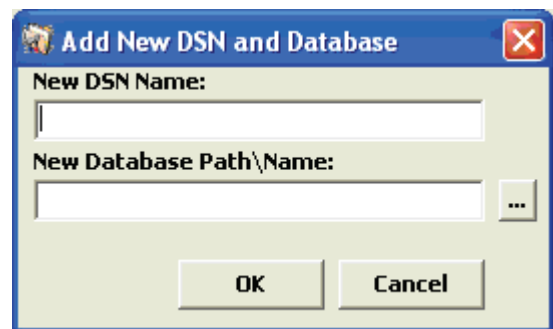 Add New DSN and Database
New DSN Name:
New Database Path\Name:
...
OK Cancel